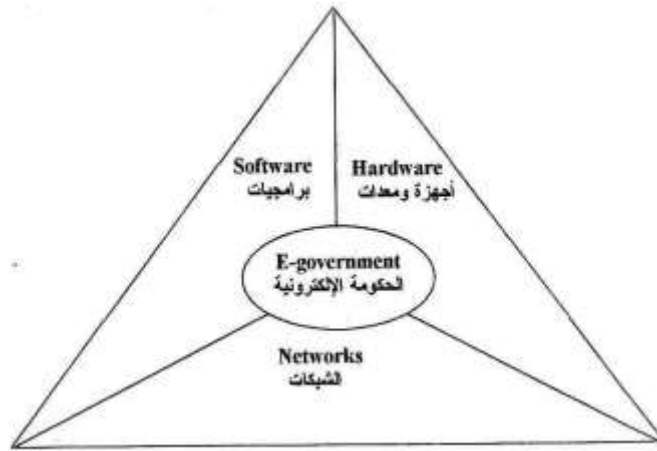 Software
برامجيات
Hardware
أجهزة ومعدات
E-government
الحكومة الإلكترونية
Networks
الشبكات